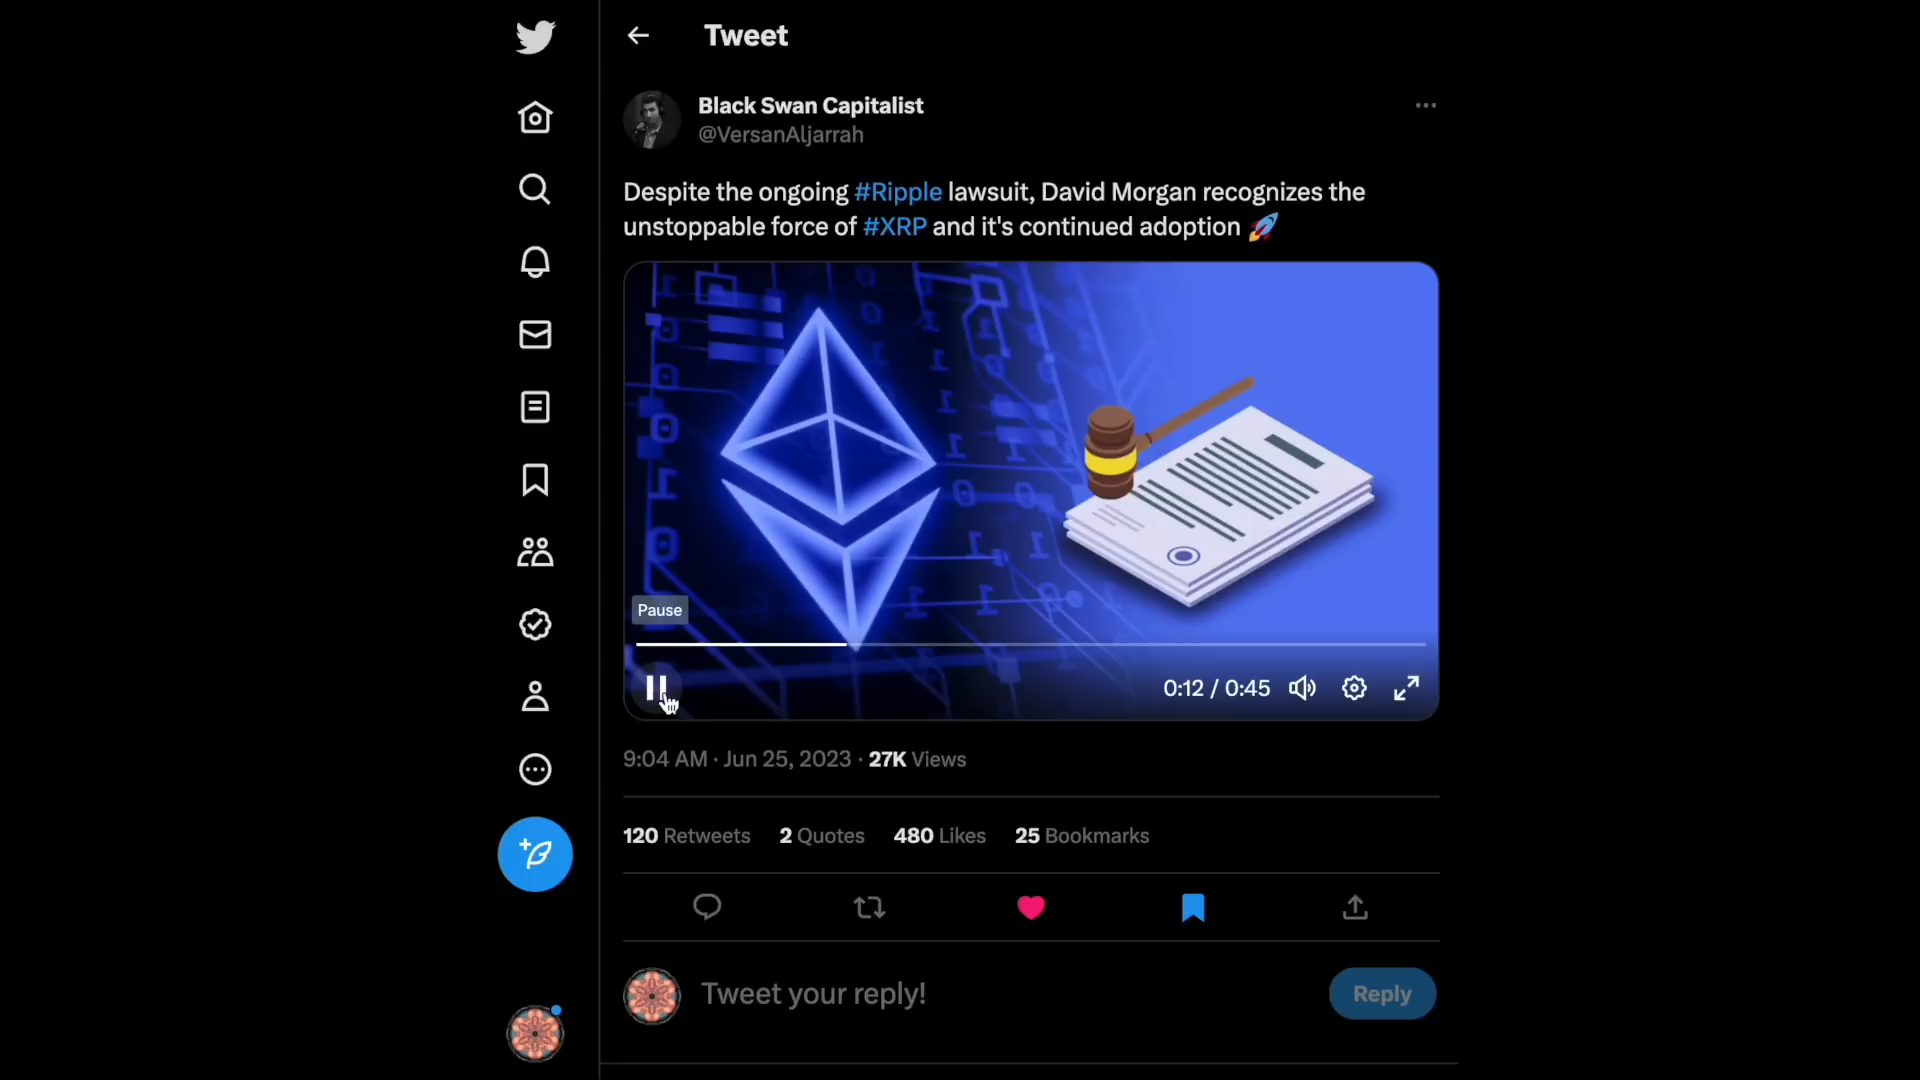 Tweet
Black Swan Capitalist
@VersanAljarrah
Despite the ongoing #Ripple lawsuit, David Morgan recognizes the
unstoppable force of #XRP and it's continued adoption 🚀
Pause
0:12 / 0:45
9:04 AM · Jun 25, 2023 · 27K Views
120 Retweets 2 Quotes 480 Likes 25 Bookmarks
Tweet your reply!
Reply